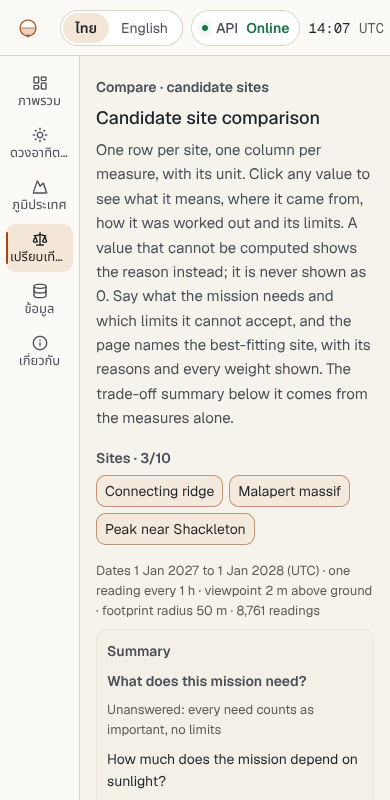 ไทย English API Online 14:07 UTC
ภาพรวม
ดวงอาทิต...
ภูมิประเทศ
เปรียบเที...
ข้อมูล
เกี่ยวกับ
Compare · candidate sites
Candidate site comparison
One row per site, one column per
measure, with its unit. Click any value to
see what it means, where it came from,
how it was worked out and its limits. A
value that cannot be computed shows
the reason instead; it is never shown as
0. Say what the mission needs and
which limits it cannot accept, and the
page names the best-fitting site, with its
reasons and every weight shown. The
trade-off summary below it comes from
the measures alone.
Sites · 3/10
Connecting ridge Malapert massif
Peak near Shackleton
Dates 1 Jan 2027 to 1 Jan 2028 (UTC) · one
reading every 1 h · viewpoint 2 m above ground
· footprint radius 50 m · 8,761 readings
Summary
What does this mission need?
Unanswered: every need counts as
important, no limits
How much does the mission depend on
sunlight?